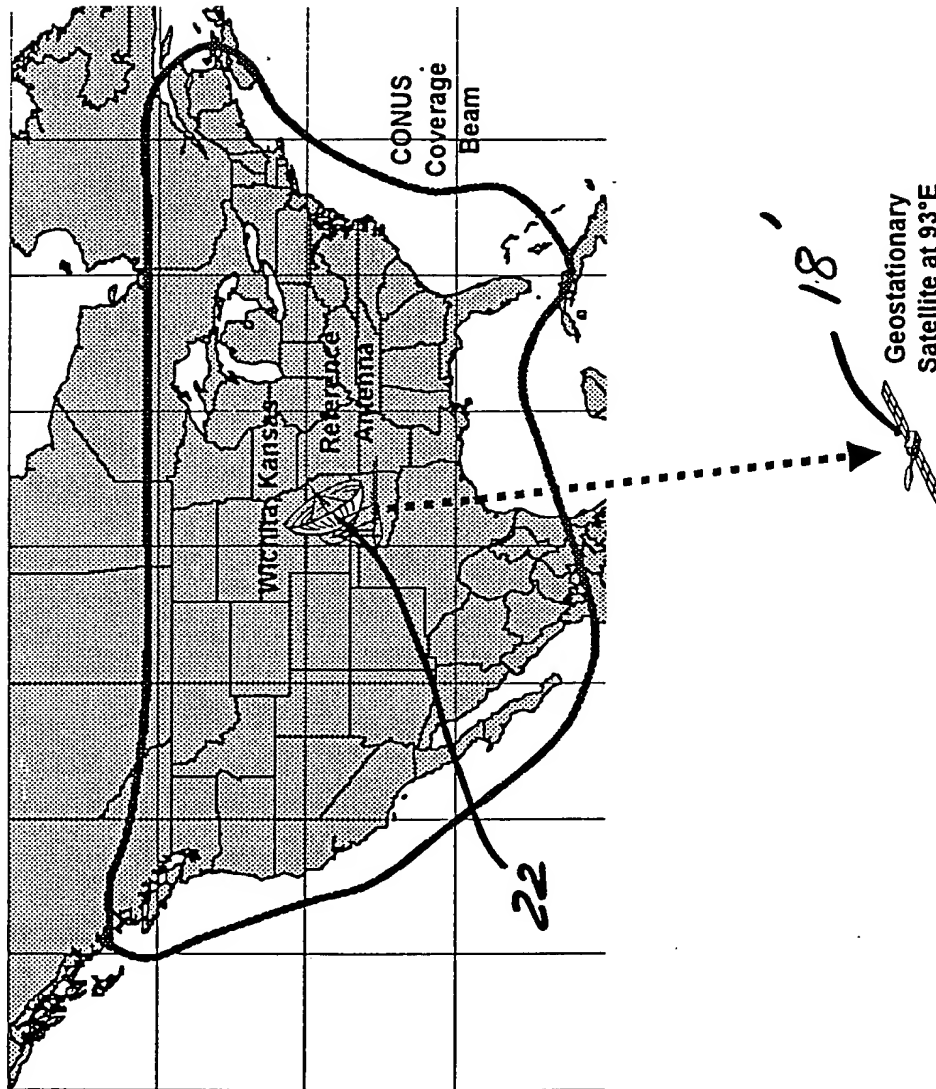 CONUS
Coverage
Beam
Wichita, Kansas
Reference
Antenna
22
18
Geostationary
Satellite at 93°E